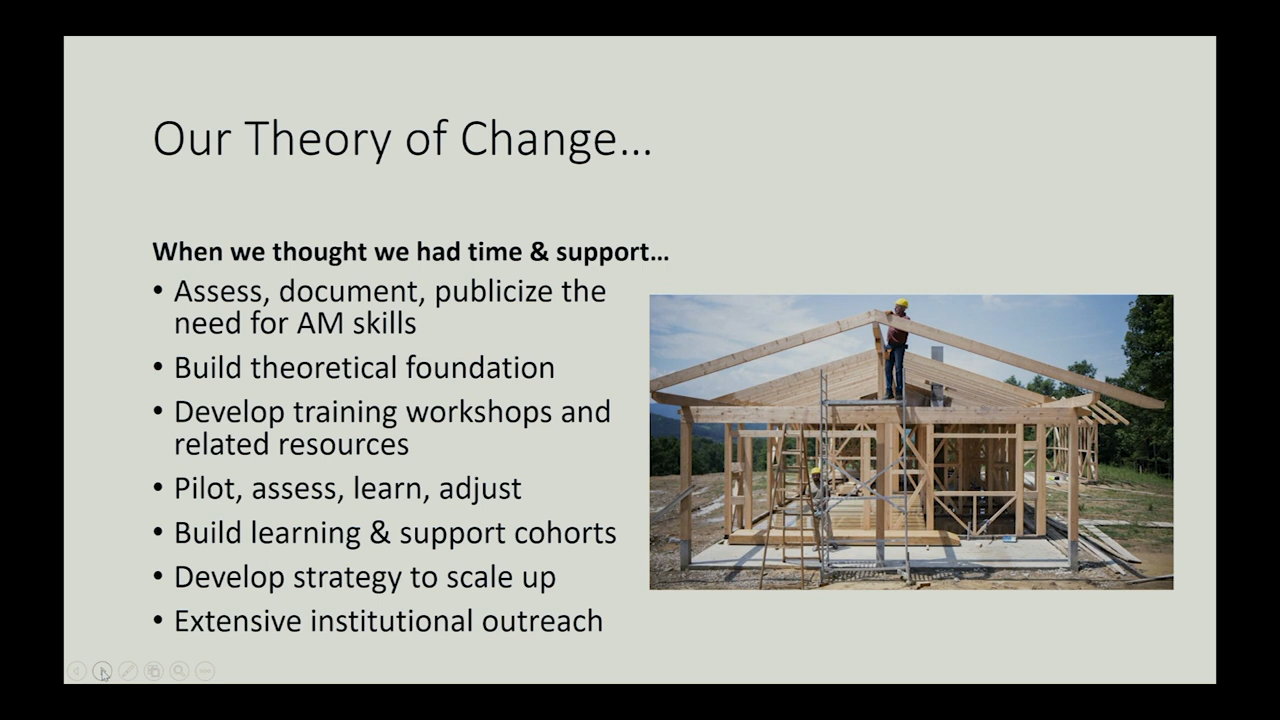 Our Theory of Change...
When we thought we had time & support...
• Assess, document, publicize the
need for AM skills
• Build theoretical foundation
• Develop training workshops and
related resources
• Pilot, assess, learn, adjust
• Build learning & support cohorts
• Develop strategy to scale up
• Extensive institutional outreach